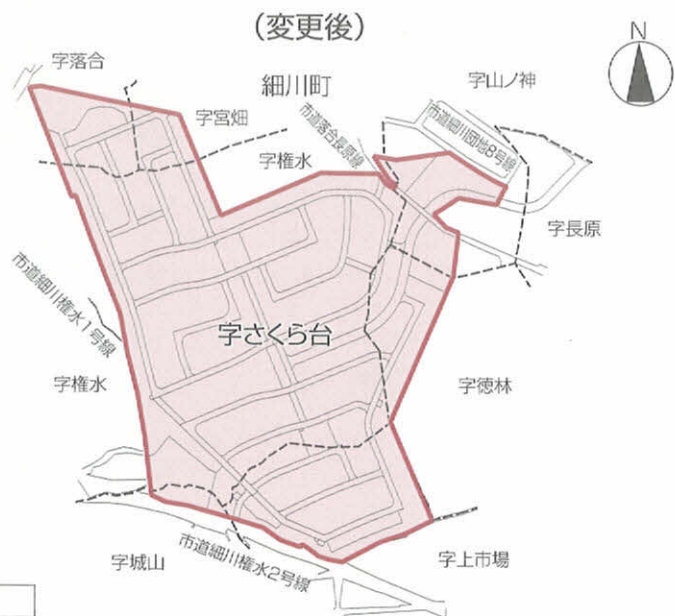 (変更後)
N
字落合
細川町
字山ノ神
字宮畑
市道落合長原線
市道細川団地8号線
字権水
字長原
市道細川権水1号線
字さくら台
字権水
字徳林
字城山
市道細川権水2号線
字上市場